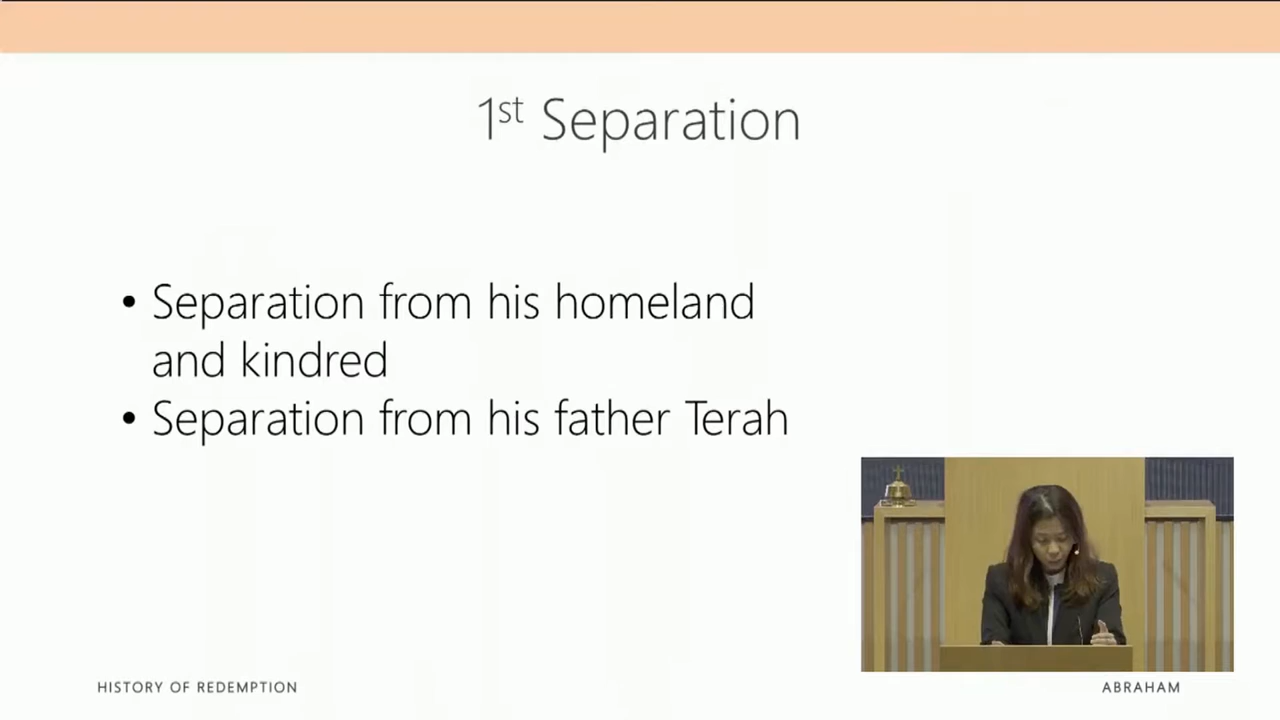 1st Separation
• Separation from his homeland
and kindred
• Separation from his father Terah
HISTORY OF REDEMPTION
ABRAHAM